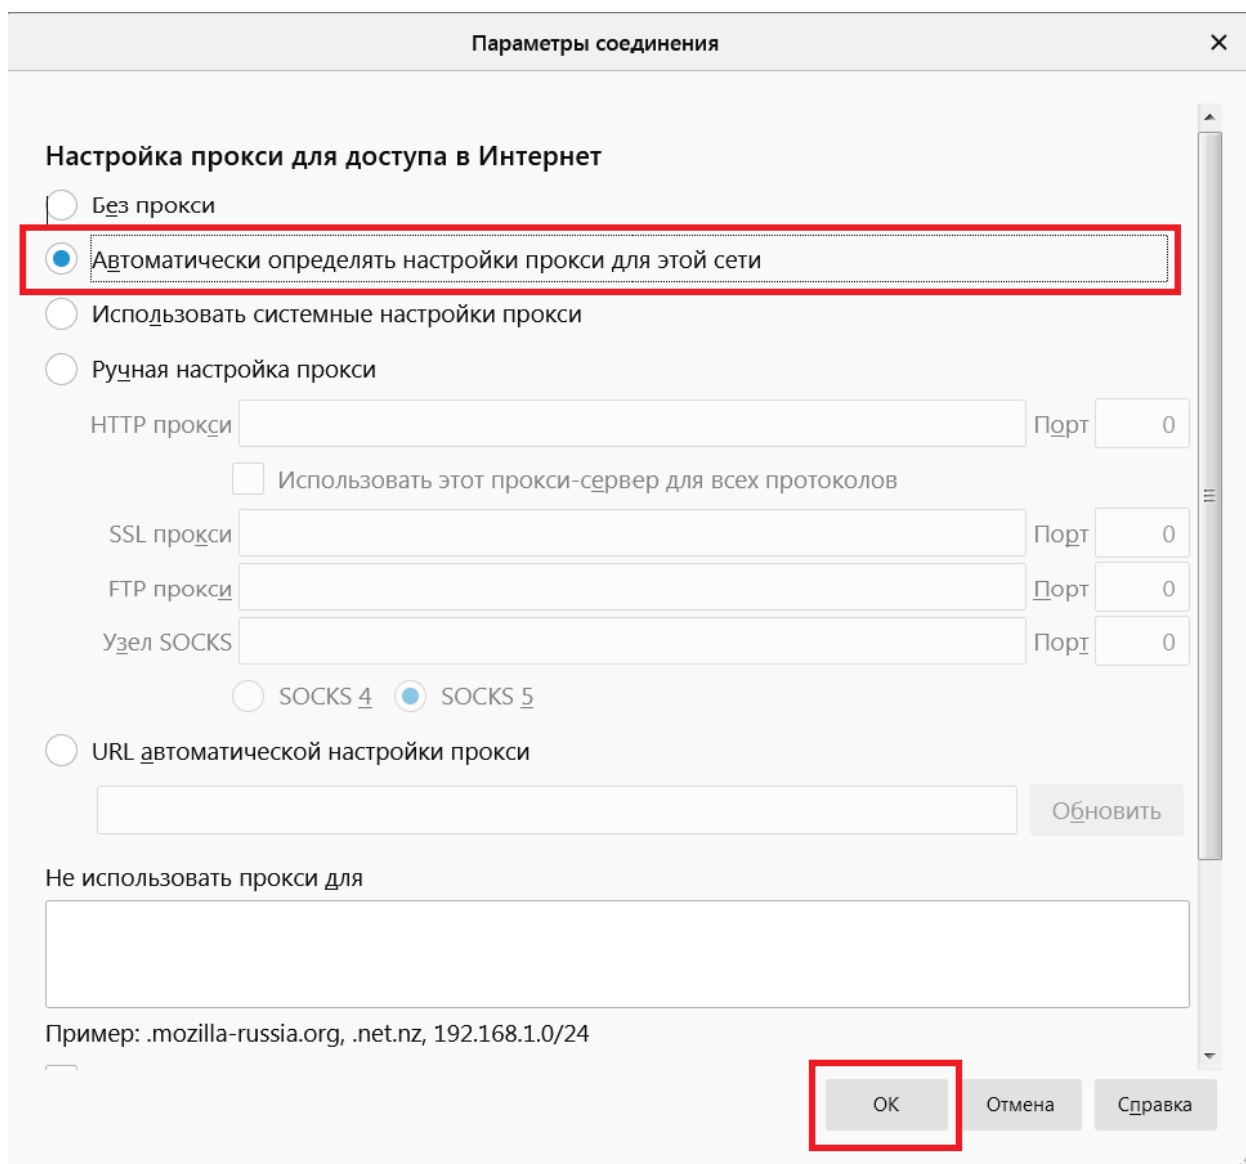 Параметры соединения
Настройка прокси для доступа в Интернет
Без прокси
Автоматически определять настройки прокси для этой сети
Использовать системные настройки прокси
Ручная настройка прокси
HTTP прокси Порт 0
Использовать этот прокси-сервер для всех протоколов
SSL прокси Порт 0
FTP прокси Порт 0
Узел SOCKS Порт 0
SOCKS 4 SOCKS 5
URL автоматической настройки прокси
Обновить
Не использовать прокси для
Пример: .mozilla-russia.org, .net.nz, 192.168.1.0/24
ОК Отмена Справка